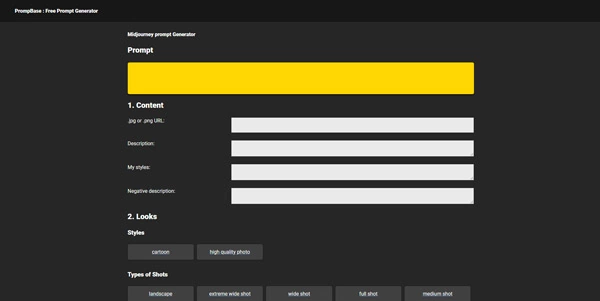 PrompBase : Free Prompt Generator
Midjourney prompt Generator
Prompt
1. Content
.jpg or .png URL:
Description:
My styles:
Negative description:
2. Looks
Styles
cartoon high quality photo
Types of Shots
landscape extreme wide shot wide shot full shot medium shot